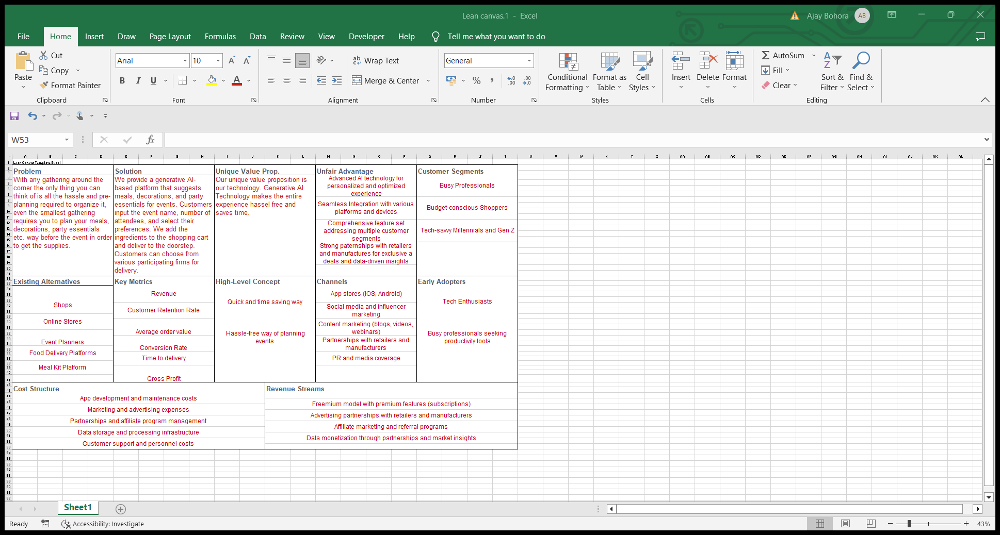 Lean canvas.1 - Excel
Ajay Bohora
AB
File
Home
Insert
Draw
Page Layout
Formulas
Data
Review
View
Developer
Help
Tell me what you want to do
Paste
Cut
Copy
Format Painter
Clipboard
Arial
10
B I U
A
A
A
Font
ab
Wrap Text
Merge & Center
Alignment
General
%
,
Number
Conditional
Formatting
Format as
Table
Cell
Styles
Styles
Insert
Delete
Format
Cells
AutoSum
Fill
Clear
Sort &
Filter
Find &
Select
Editing
W53
fx
A B C D E F G H I J K L M N O P Q R S T U V W X Y Z AA AB AC AD AE AF AG AH AI AJ AK AL
Lean Canvas Template Excel
Problem
With any gathering around the
corner the only thing you can
think of is all the hassle and pre-
planning required to organize it,
even the smallest gathering
requires you to plan your meals,
decorations, party essentials
etc. way before the event in order
to get the supplies.
Solution
We provide a generative AI-
based platform that suggests
meals, decorations, and party
essentials for events. Customers
input the event name, number of
attendees, and select their
preferences. We add the
ingredients to the shopping cart
and deliver to the doorstep.
Customers can choose from
various participating firms for
delivery.
Unique Value Prop.
Our unique value proposition is
our technology. Generative AI
Technology makes the entire
experience hassel free and
saves time.
Unfair Advantage
Advanced AI technology for
personalized and optimized
experience
Seamless Integration with various
platforms and devices
Comprehensive feature set
addressing multiple customer
segments
Strong paternships with retailers
and manufactures for exclusive a
deals and data-driven insights
Customer Segments
Busy Professionals
Budget-conscious Shoppers
Tech-savvy Millennials and Gen Z
Existing Alternatives
Shops
Online Stores
Event Planners
Food Delivery Platforms
Meal Kit Platform
Key Metrics
Revenue
Customer Retention Rate
Average order value
Conversion Rate
Time to delivery
Gross Profit
High-Level Concept
Quick and time saving way
Hassle-free way of planning
events
Channels
App stores (iOS, Android)
Social media and influencer
marketing
Content marketing (blogs, videos,
webinars)
Partnerships with retailers and
manufacturers
PR and media coverage
Early Adopters
Tech Enthusiasts
Busy professionals seeking
productivity tools
Cost Structure
App development and maintenance costs
Marketing and advertising expenses
Partnerships and affiliate program management
Data storage and processing infrastructure
Customer support and personnel costs
Revenue Streams
Freemium model with premium features (subscriptions)
Advertising partnerships with retailers and manufacturers
Affiliate marketing and referral programs
Data monetization through partnerships and market insights
Sheet1
Ready
Accessibility: Investigate
43%